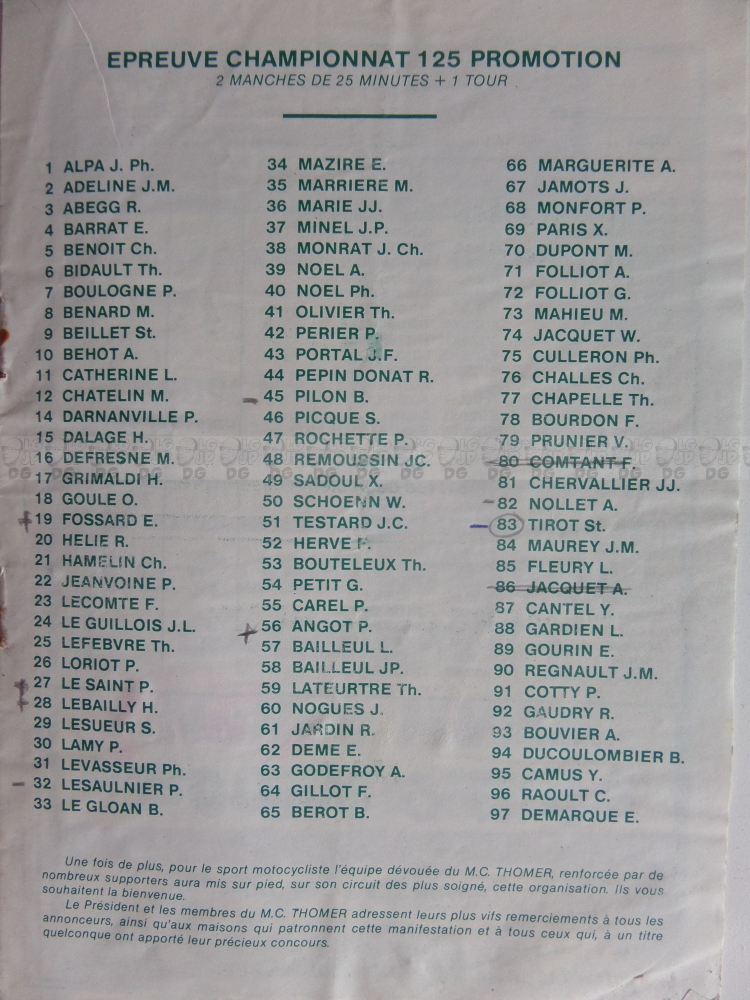 EPREUVE CHAMPIONNAT 125 PROMOTION
2 MANCHES DE 25 MINUTES + 1 TOUR
1 ALPA J. Ph.
2 ADELINE J.M.
3 ABEGG R.
4 BARRAT E.
5 BENOIT Ch.
6 BIDAULT Th.
7 BOULOGNE P.
8 BENARD M.
9 BEILLET St.
10 BEHOT A.
11 CATHERINE L.
12 CHATELIN M.
14 DARNANVILLE P.
15 DALAGE H.
16 DEFRESNE M.
17 GRIMALDI H.
18 GOULE O.
19 FOSSARD E.
20 HELIE R.
21 HAMELIN Ch.
22 JEANVOINE P.
23 LECOMTE F.
24 LE GUILLOIS J.L.
25 LEFEBVRE Th.
26 LORIOT P.
27 LE SAINT P.
28 LEBAILLY H.
29 LESUEUR S.
30 LAMY P.
31 LEVASSEUR Ph.
32 LESAULNIER P.
33 LE GLOAN B.
34 MAZIRE E.
35 MARRIERE M.
36 MARIE JJ.
37 MINEL J.P.
38 MONRAT J. Ch.
39 NOEL A.
40 NOEL Ph.
41 OLIVIER Th.
42 PERIER P.
43 PORTAL J.F.
44 PEPIN DONAT R.
45 PILON B.
46 PICQUE S.
47 ROCHETTE P.
48 REMOUSSIN JC.
49 SADOUL X.
50 SCHOENN W.
51 TESTARD J.C.
52 HERVE
53 BOUTELEUX Th.
54 PETIT G.
55 CAREL P.
56 ANGOT P.
57 BAILLEUL L.
58 BAILLEUL JP.
59 LATEURTRE Th.
60 NOGUES J.
61 JARDIN R.
62 DEME E.
63 GODEFROY A.
64 GILLOT F.
65 BEROT B.
66 MARGUERITE A.
67 JAMOTS J.
68 MONFORT P.
69 PARIS X.
70 DUPONT M.
71 FOLLIOT A.
72 FOLLIOT G.
73 MAHIEU M.
74 JACQUET W.
75 CULLERON Ph.
76 CHALLES Ch.
77 CHAPELLE Th.
78 BOURDON F.
79 PRUNIER V.
80 COMTANT F.
81 CHERVALLIER JJ.
82 NOLLET A.
83 TIROT St.
84 MAUREY J.M.
85 FLEURY L.
86 JACQUET A.
87 CANTEL Y.
88 GARDIEN L.
89 GOURIN E.
90 REGNAULT J.M.
91 COTTY P.
92 GAUDRY R.
93 BOUVIER A.
94 DUCOULOMBIER B.
95 CAMUS Y.
96 RAOULT C.
97 DEMARQUE E.
Une fois de plus, pour le sport motocycliste l'équipe dévouée du M.C. THOMER, renforcée par de
nombreux supporters aura mis sur pied, sur son circuit des plus soigné, cette organisation. Ils vous
souhaitent la bienvenue.
Le Président et les membres du M.C. THOMER adressent leurs plus vifs remerciements à tous les
annonceurs, ainsi qu'aux maisons qui patronnent cette manifestation et à tous ceux qui, à un titre
quelconque ont apporté leur précieux concours.